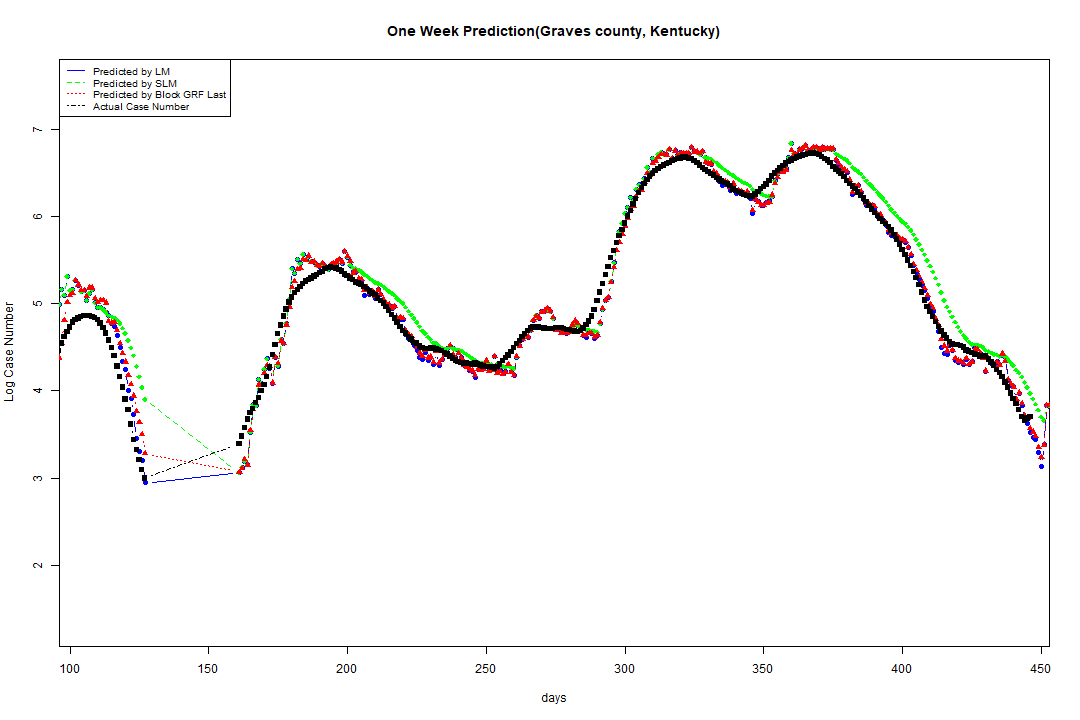 One Week Prediction(Graves county, Kentucky)
Predicted by LM
Predicted by SLM
Predicted by Block GRF Last
Actual Case Number
Log Case Number
7
6
5
4
3
2
100 150 200 250 300 350 400 450
days